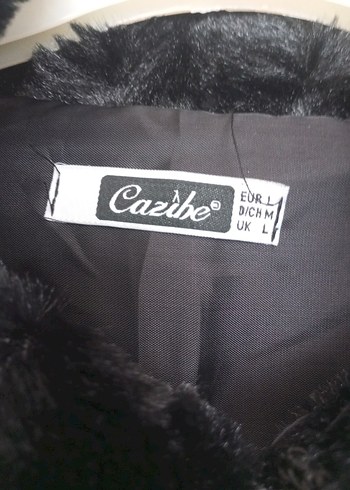 Cazibe
EUR L
D/CH M
UK L